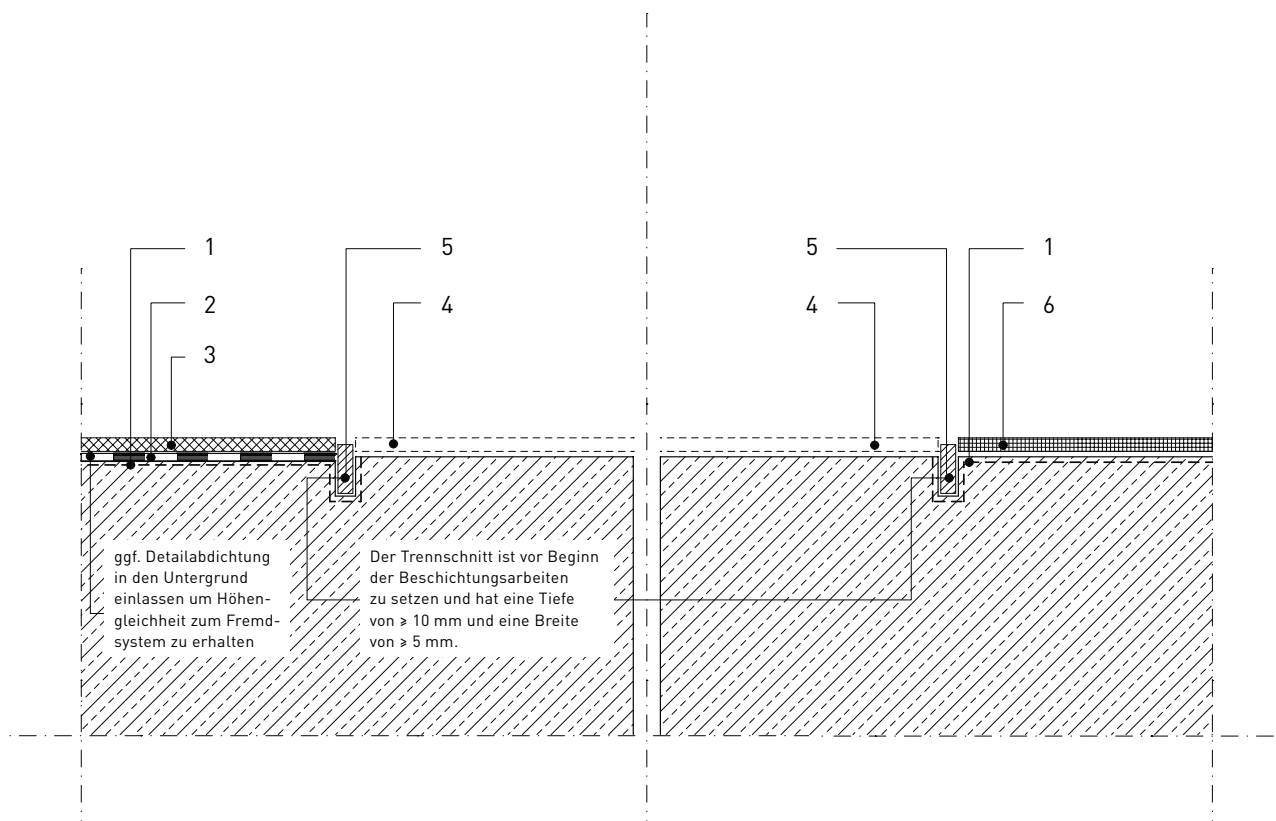 1
5
5
1
2
4
4
6
3
ggf. Detailabdichtung
in den Untergrund
einlassen um Höhen-
gleichheit zum Fremd-
system zu erhalten
Der Trennschnitt ist vor Beginn
der Beschichtungsarbeiten
zu setzen und hat eine Tiefe
von ⩾ 10 mm und eine Breite
von ⩾ 5 mm.